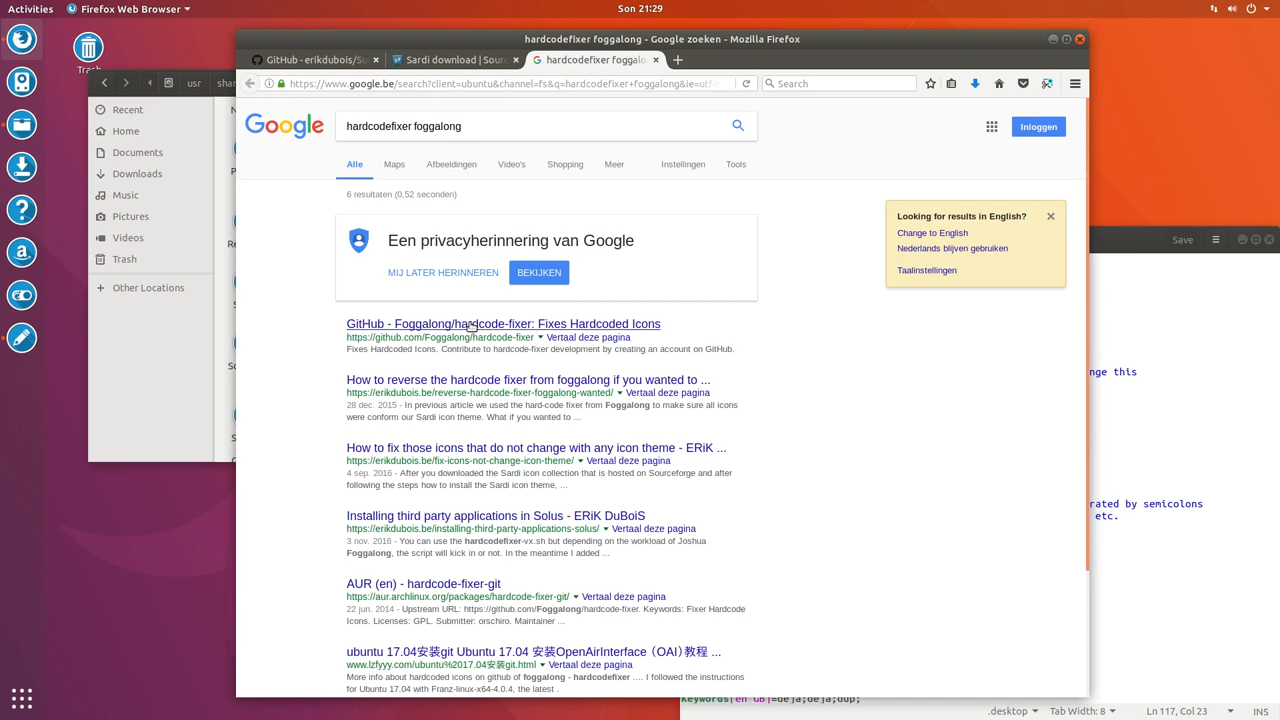 Activities
Firefox Web Browser
Son 21:29
Trash
hardcodefixer foggalong - Google zoeken - Mozilla Firefox
GitHub - erikdubois/Su
Sardi download | Sour
hardcodefixer foggalo
https://www.google.be/search?client=ubuntu&channel=fs&q=hardcodefixer+foggalong&ie=utf-
Search
usr
shar
Recent
Home
Documents
Downloads
Music
Pictures
Videos
Trash
Other Locations
Google
hardcodefixer foggalong
Inloggen
Alle
Maps
Afbeeldingen
Video's
Shopping
Meer
Instellingen
Tools
6 resultaten (0,52 seconden)
Looking for results in English?
Change to English
Nederlands blijven gebruiken
Taalinstellingen
Een privacyherinnering van Google
MIJ LATER HERINNEREN
BEKIJKEN
GitHub - Foggalong/hardcode-fixer: Fixes Hardcoded Icons
https://github.com/Foggalong/hardcode-fixer Vertaal deze pagina
Fixes Hardcoded Icons. Contribute to hardcode-fixer development by creating an account on GitHub.
How to reverse the hardcode fixer from foggalong if you wanted to ...
https://erikdubois.be/reverse-hardcode-fixer-foggalong-wanted/ Vertaal deze pagina
28 dec. 2015 - In previous article we used the hard-code fixer from Foggalong to make sure all icons
were conform our Sardi icon theme. What if you wanted to ...
How to fix those icons that do not change with any icon theme - ERiK ...
https://erikdubois.be/fix-icons-not-change-icon-theme/ Vertaal deze pagina
4 sep. 2016 - After you downloaded the Sardi icon collection that is hosted on Sourceforge and after
following the steps how to install the Sardi icon theme, ...
Installing third party applications in Solus - ERiK DuBoiS
https://erikdubois.be/installing-third-party-applications-solus/ Vertaal deze pagina
3 nov. 2016 - You can use the hardcodefixer-vx.sh but depending on the workload of Joshua
Foggalong, the script will kick in or not. In the meantime I added ...
AUR (en) - hardcode-fixer-git
https://aur.archlinux.org/packages/hardcode-fixer-git/ Vertaal deze pagina
22 jun. 2014 - Upstream URL: https://github.com/Foggalong/hardcode-fixer. Keywords: Fixer Hardcode
Icons. Licenses: GPL. Submitter: orschiro. Maintainer ...
ubuntu 17.04安装git Ubuntu 17.04 安装OpenAirInterface（OAI）教程 ...
www.lzfyyy.com/ubuntu%2017.04安装git.html Vertaal deze pagina
More info about hardcoded icons on github of foggalong - hardcodefixer .... I followed the instructions
for Ubuntu 17.04 with Franz-linux-x64-4.0.4, the latest .
Save
nge this
rated by semicolons
etc.
Keywords[en_GB]=deja;déjà;dup;
.desktop
Tab Width: 8
Ln 117, Col 23
INS